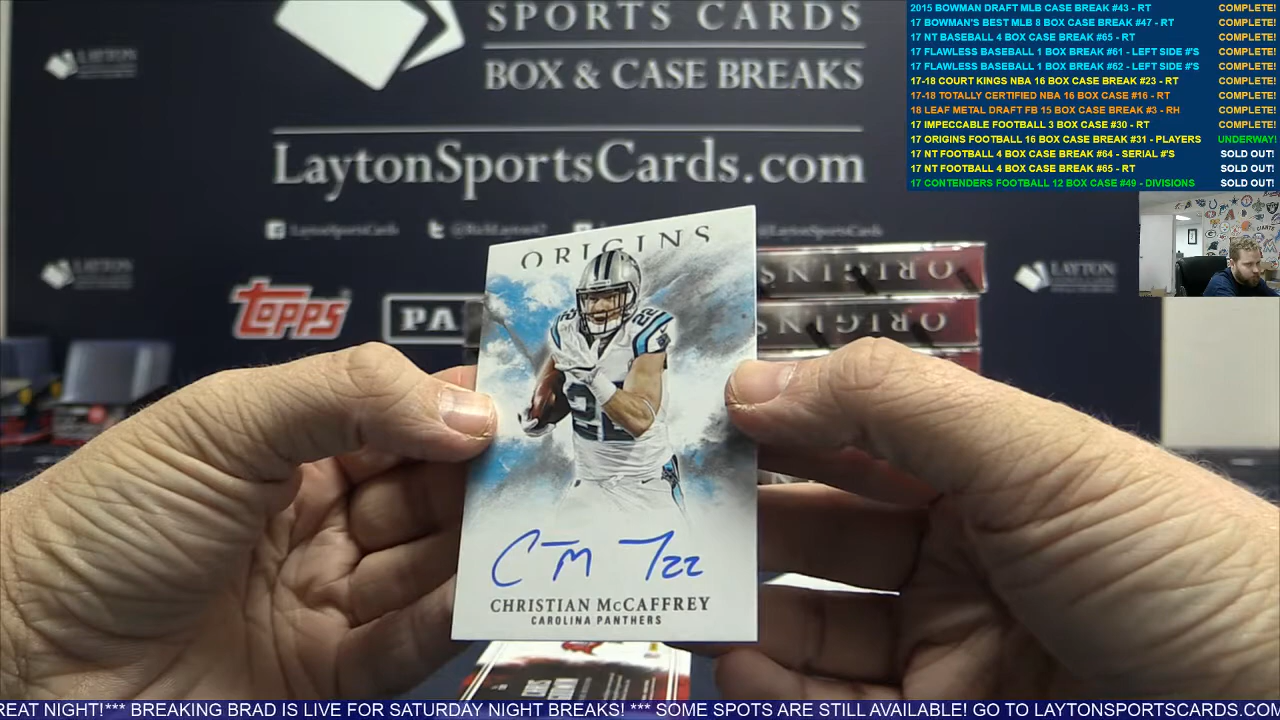 SPORTS CARDS
BOX & CASE BREAKS
LaytonSportsCards.com
LAYTON
LaytonSportsCards
LAYTON
LAYTON
topps
PA
ORIGINS
ORIGINS
ORIGINS
22
CHRISTIAN McCAFFREY
CAROLINA PANTHERS
2015 BOWMAN DRAFT MLB CASE BREAK #43 - RT COMPLETE!
17 BOWMAN'S BEST MLB 8 BOX CASE BREAK #47 - RT COMPLETE!
17 NT BASEBALL 4 BOX CASE BREAK #65 - RT COMPLETE!
17 FLAWLESS BASEBALL 1 BOX BREAK #61 - LEFT SIDE #'S COMPLETE!
17 FLAWLESS BASEBALL 1 BOX BREAK #62 - LEFT SIDE #'S COMPLETE!
17-18 COURT KINGS NBA 16 BOX CASE BREAK #23 - RT COMPLETE!
17-18 TOTALLY CERTIFIED NBA 16 BOX CASE #16 - RT COMPLETE!
18 LEAF METAL DRAFT FB 15 BOX CASE BREAK #3 - RH COMPLETE!
17 IMPECCABLE FOOTBALL 3 BOX CASE #30 - RT COMPLETE!
17 ORIGINS FOOTBALL 16 BOX CASE BREAK #31 - PLAYERS UNDERWAY!
17 NT FOOTBALL 4 BOX CASE BREAK #64 - SERIAL #'S SOLD OUT!
17 NT FOOTBALL 4 BOX CASE BREAK #65 - RT SOLD OUT!
17 CONTENDERS FOOTBALL 12 BOX CASE #49 - DIVISIONS SOLD OUT!
REAT NIGHT!*** BREAKING BRAD IS LIVE FOR SATURDAY NIGHT BREAKS! *** SOME SPOTS ARE STILL AVAILABLE! GO TO LAYTONSPORTSCARDS.COM